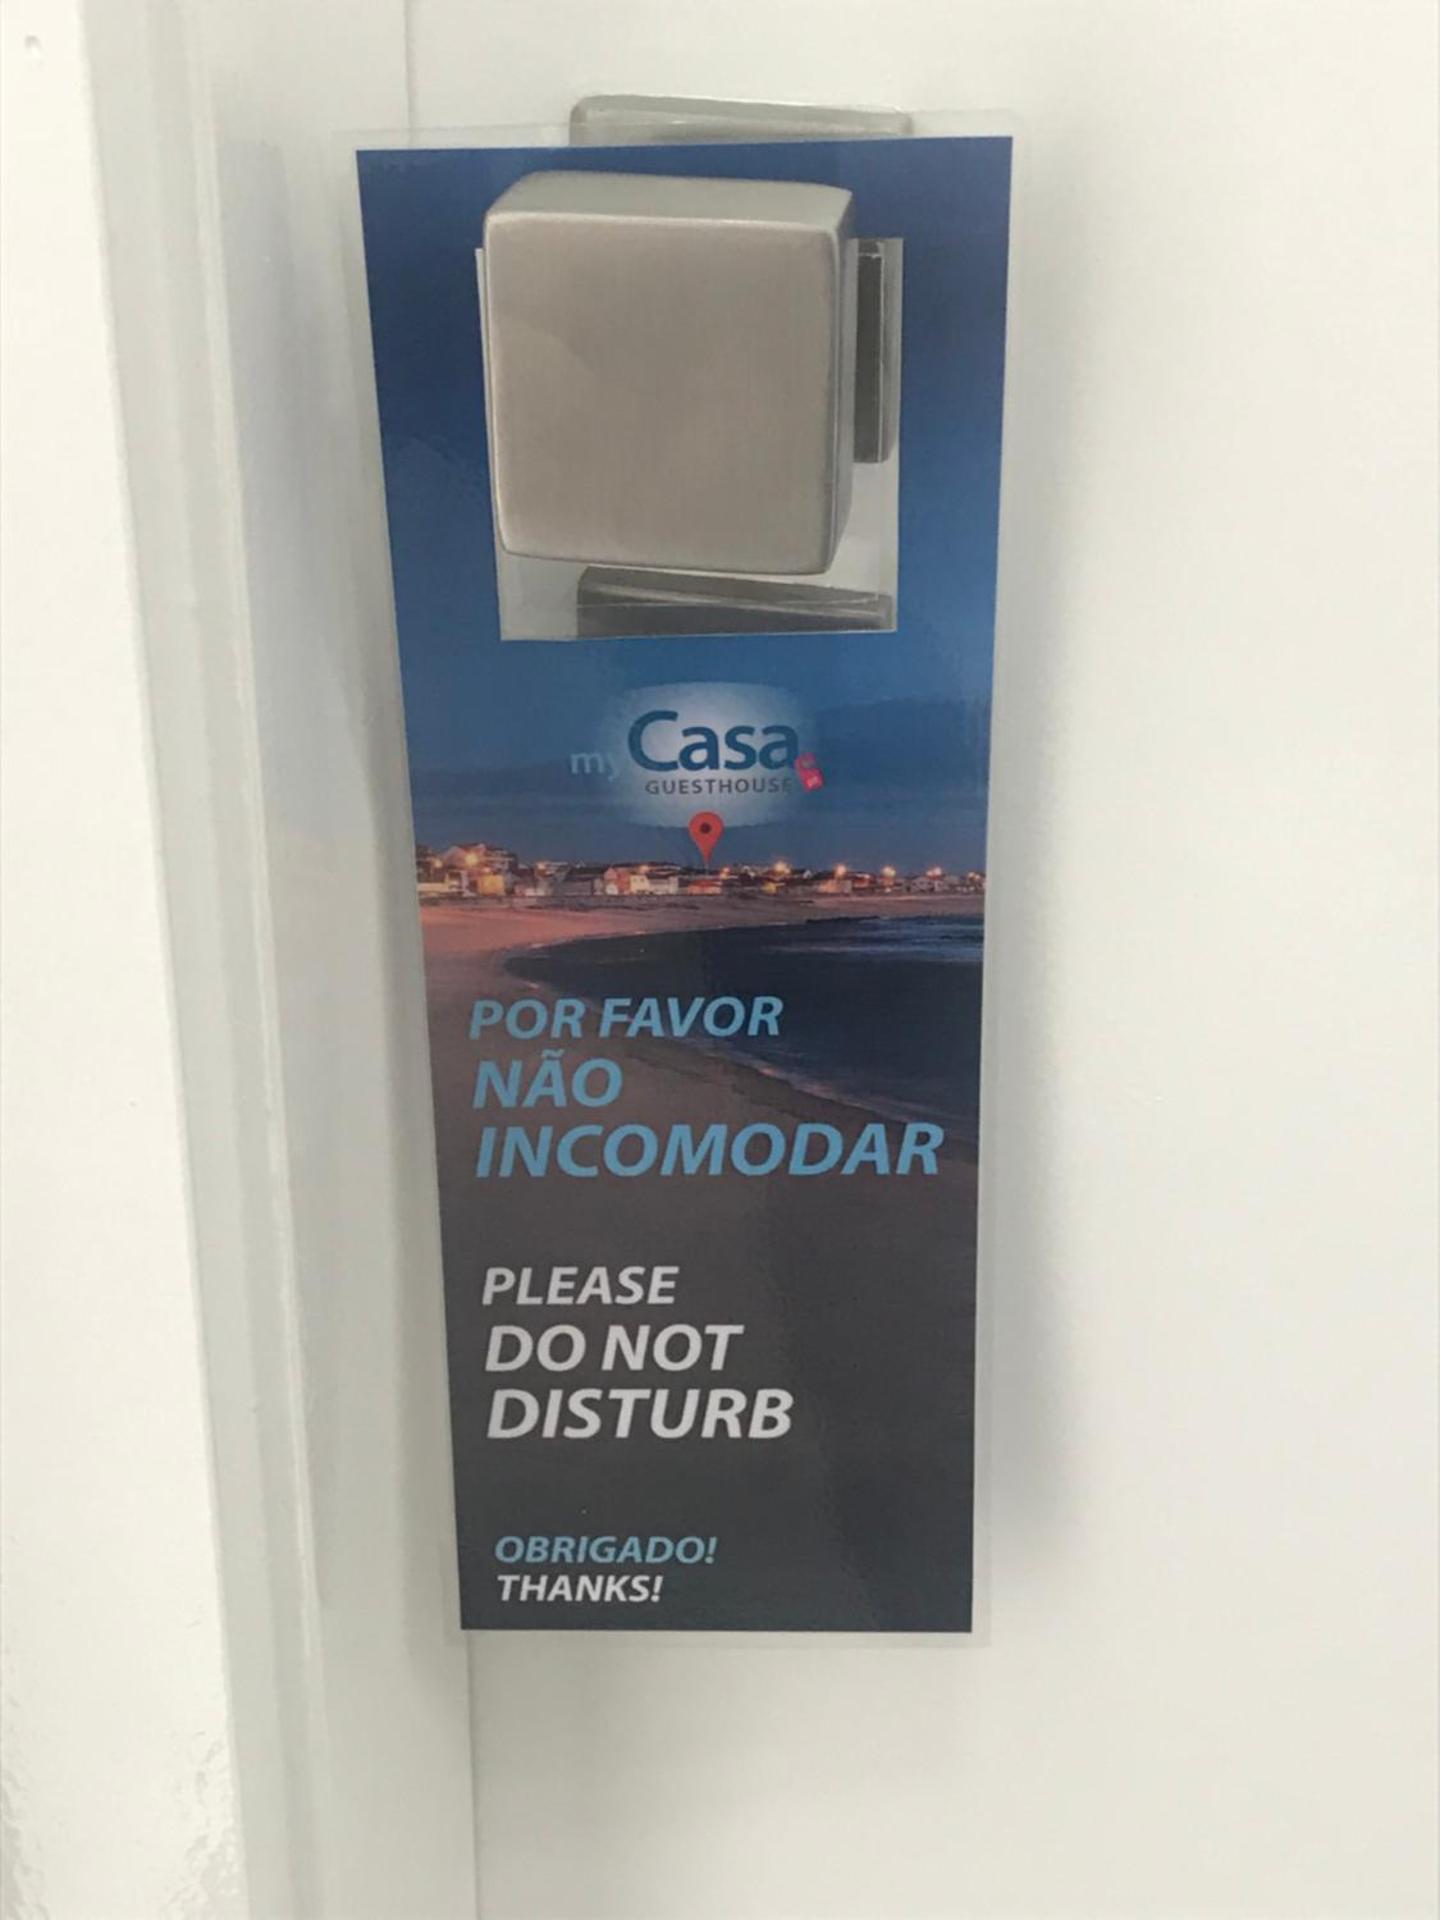 my Casa
GUESTHOUSE
POR FAVOR
NÃO
INCOMODAR
PLEASE
DO NOT
DISTURB
OBRIGADO!
THANKS!